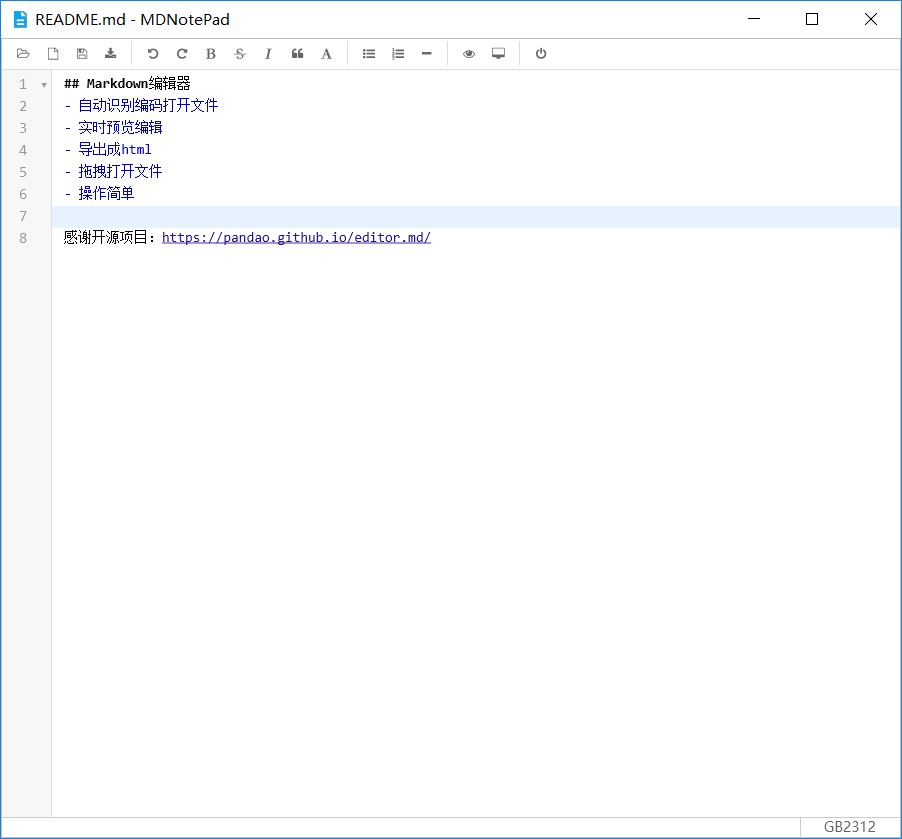 README.md - MDNotePad
B S I A
1 ## Markdown编辑器
2 - 自动识别编码打开文件
3 - 实时预览编辑
4 - 导出成html
5 - 拖拽打开文件
6 - 操作简单
7
8 感谢开源项目：https://pandao.github.io/editor.md/
GB2312